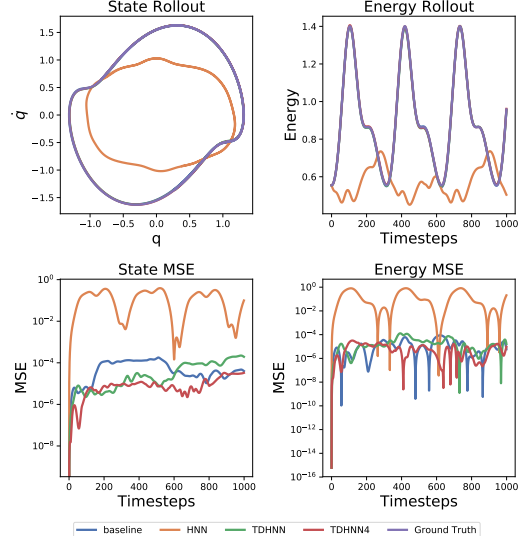 State Rollout
1.5
1.0
0.5
0.0
−0.5
−1.0
−1.5
q̇
−1.0 −0.5 0.0 0.5 1.0
q
Energy Rollout
1.4
1.2
1.0
0.8
0.6
Energy
0 200 400 600 800 1000
Timesteps
State MSE
10⁰
10⁻²
10⁻⁴
10⁻⁶
10⁻⁸
MSE
0 200 400 600 800 1000
Timesteps
Energy MSE
10⁰
10⁻²
10⁻⁴
10⁻⁶
10⁻⁸
10⁻¹⁰
10⁻¹²
10⁻¹⁴
10⁻¹⁶
MSE
0 200 400 600 800 1000
Timesteps
baseline HNN TDHNN TDHNN4 Ground Truth